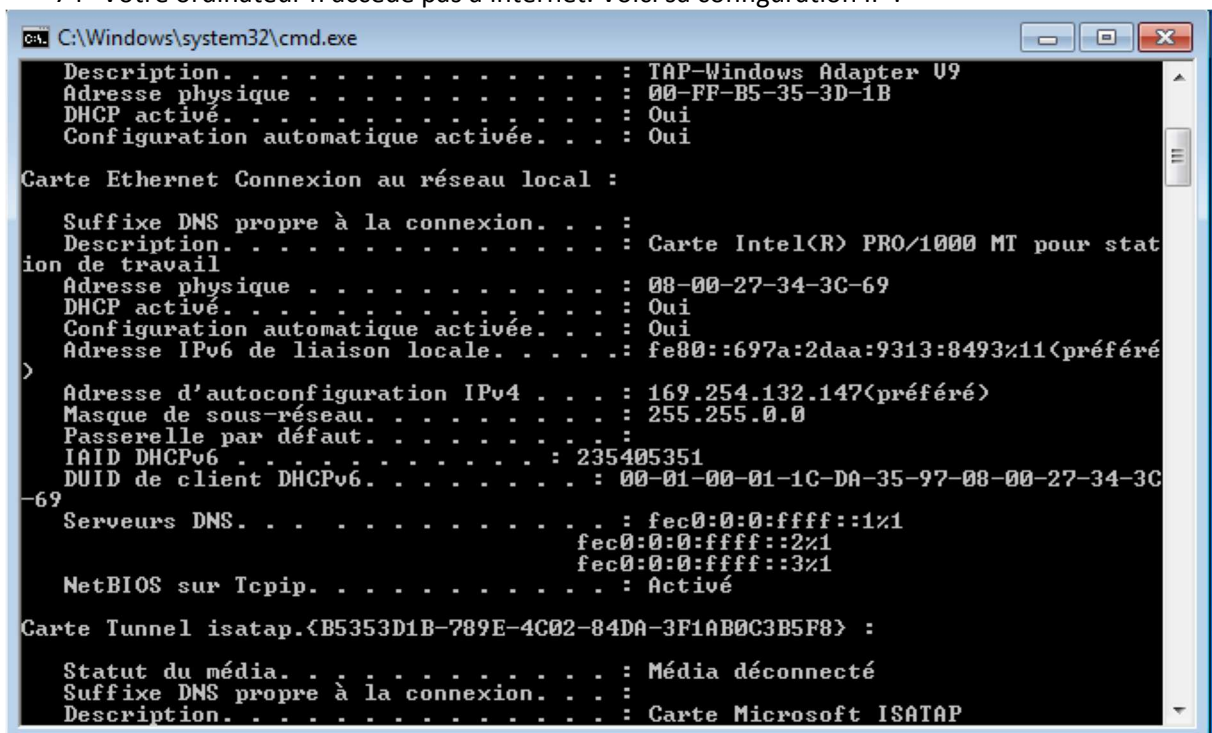 C:\Windows\system32\cmd.exe
Description. . . . . . . . . . . . . . : TAP-Windows Adapter V9
Adresse physique . . . . . . . . . . . : 00-FF-B5-35-3D-1B
DHCP activé. . . . . . . . . . . . . . : Oui
Configuration automatique activée. . . : Oui
Carte Ethernet Connexion au réseau local :
Suffixe DNS propre à la connexion. . . :
Description. . . . . . . . . . . . . . : Carte Intel(R) PRO/1000 MT pour stat
ion de travail
Adresse physique . . . . . . . . . . . : 08-00-27-34-3C-69
DHCP activé. . . . . . . . . . . . . . : Oui
Configuration automatique activée. . . : Oui
Adresse IPv6 de liaison locale. . . . .: fe80::697a:2daa:9313:8493%11(préféré
)
Adresse d'autoconfiguration IPv4 . . . : 169.254.132.147(préféré)
Masque de sous-réseau. . . . . . . . . : 255.255.0.0
Passerelle par défaut. . . . . . . . . :
IAID DHCPv6 . . . . . . . . . . . : 235405351
DUID de client DHCPv6. . . . . . . . : 00-01-00-01-1C-DA-35-97-08-00-27-34-3C
-69
Serveurs DNS. . . . . . . . . . . . . : fec0:0:0:ffff::1%1
fec0:0:0:ffff::2%1
fec0:0:0:ffff::3%1
NetBIOS sur Tcpip. . . . . . . . . . . : Activé
Carte Tunnel isatap.{B5353D1B-789E-4C02-84DA-3F1AB0C3B5F8} :
Statut du média. . . . . . . . . . . . : Média déconnecté
Suffixe DNS propre à la connexion. . . :
Description. . . . . . . . . . . . . . : Carte Microsoft ISATAP